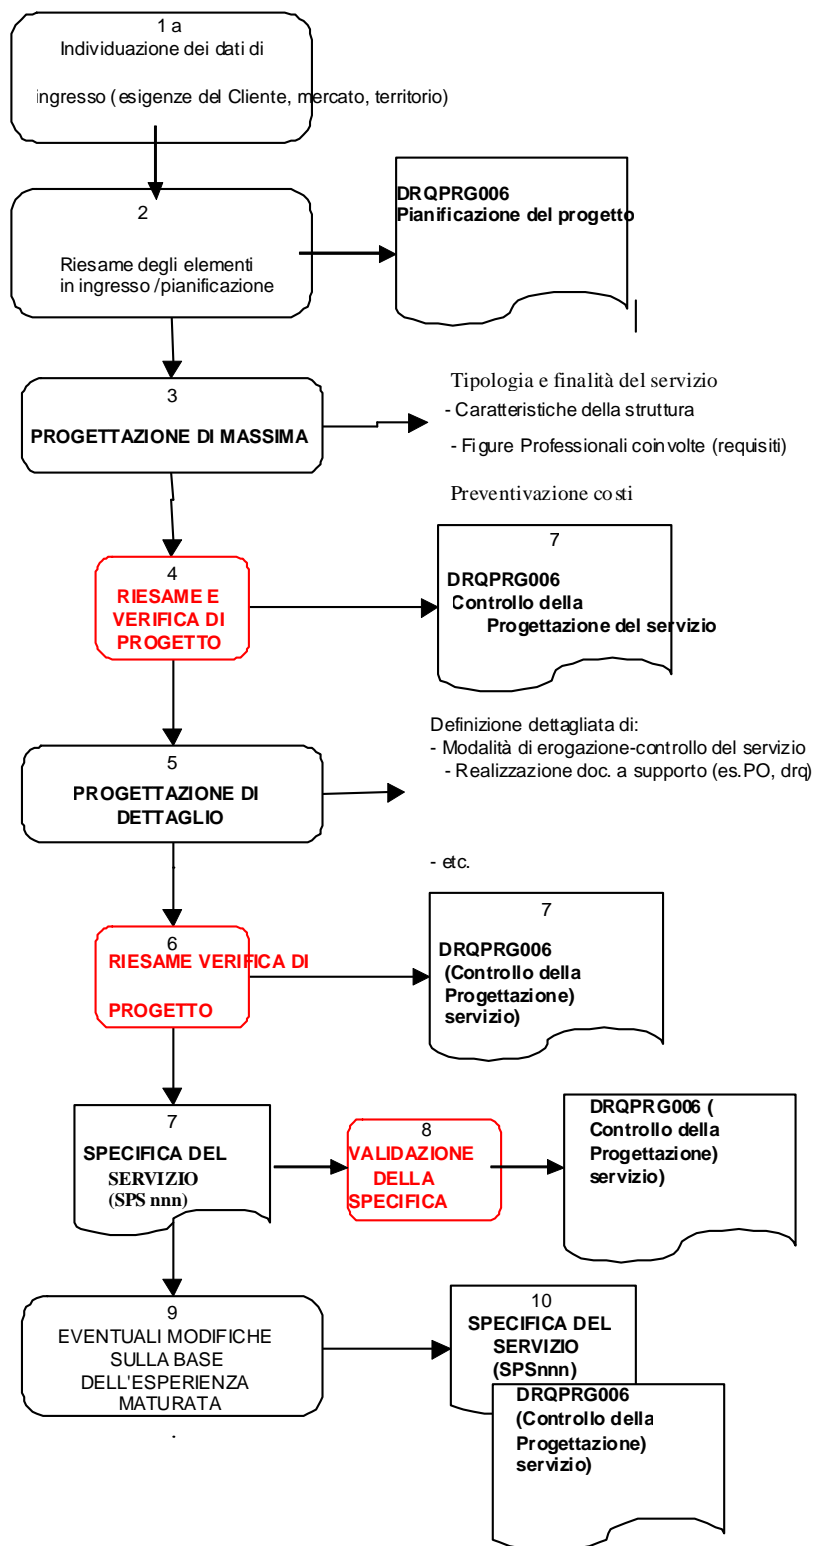 1 a
Individuazione dei dati di
ingresso (esigenze del Cliente, mercato, territorio)
2
Riesame degli elementi
in ingresso /pianificazione
DRQPRG006
Pianificazione del progetto
3
PROGETTAZIONE DI MASSIMA
Tipologia e finalità del servizio
- Caratteristiche della struttura
- Figure Professionali coinvolte (requisiti)
Preventivazione costi
4
RIESAME E
VERIFICA DI
PROGETTO
7
DRQPRG006
Controllo della
Progettazione del servizio
5
PROGETTAZIONE DI
DETTAGLIO
Definizione dettagliata di:
- Modalità di erogazione-controllo del servizio
- Realizzazione doc. a supporto (es.PO, drq)
- etc.
6
RIESAME VERIFICA DI
PROGETTO
7
DRQPRG006
(Controllo della
Progettazione)
servizio)
7
SPECIFICA DEL
SERVIZIO
(SPS nnn)
8
VALIDAZIONE
DELLA
SPECIFICA
DRQPRG006 (
Controllo della
Progettazione)
servizio)
9
EVENTUALI MODIFICHE
SULLA BASE
DELL'ESPERIENZA
MATURATA
.
10
SPECIFICA DEL
SERVIZIO
(SPSnnn)
DRQPRG006
(Controllo della
Progettazione)
servizio)